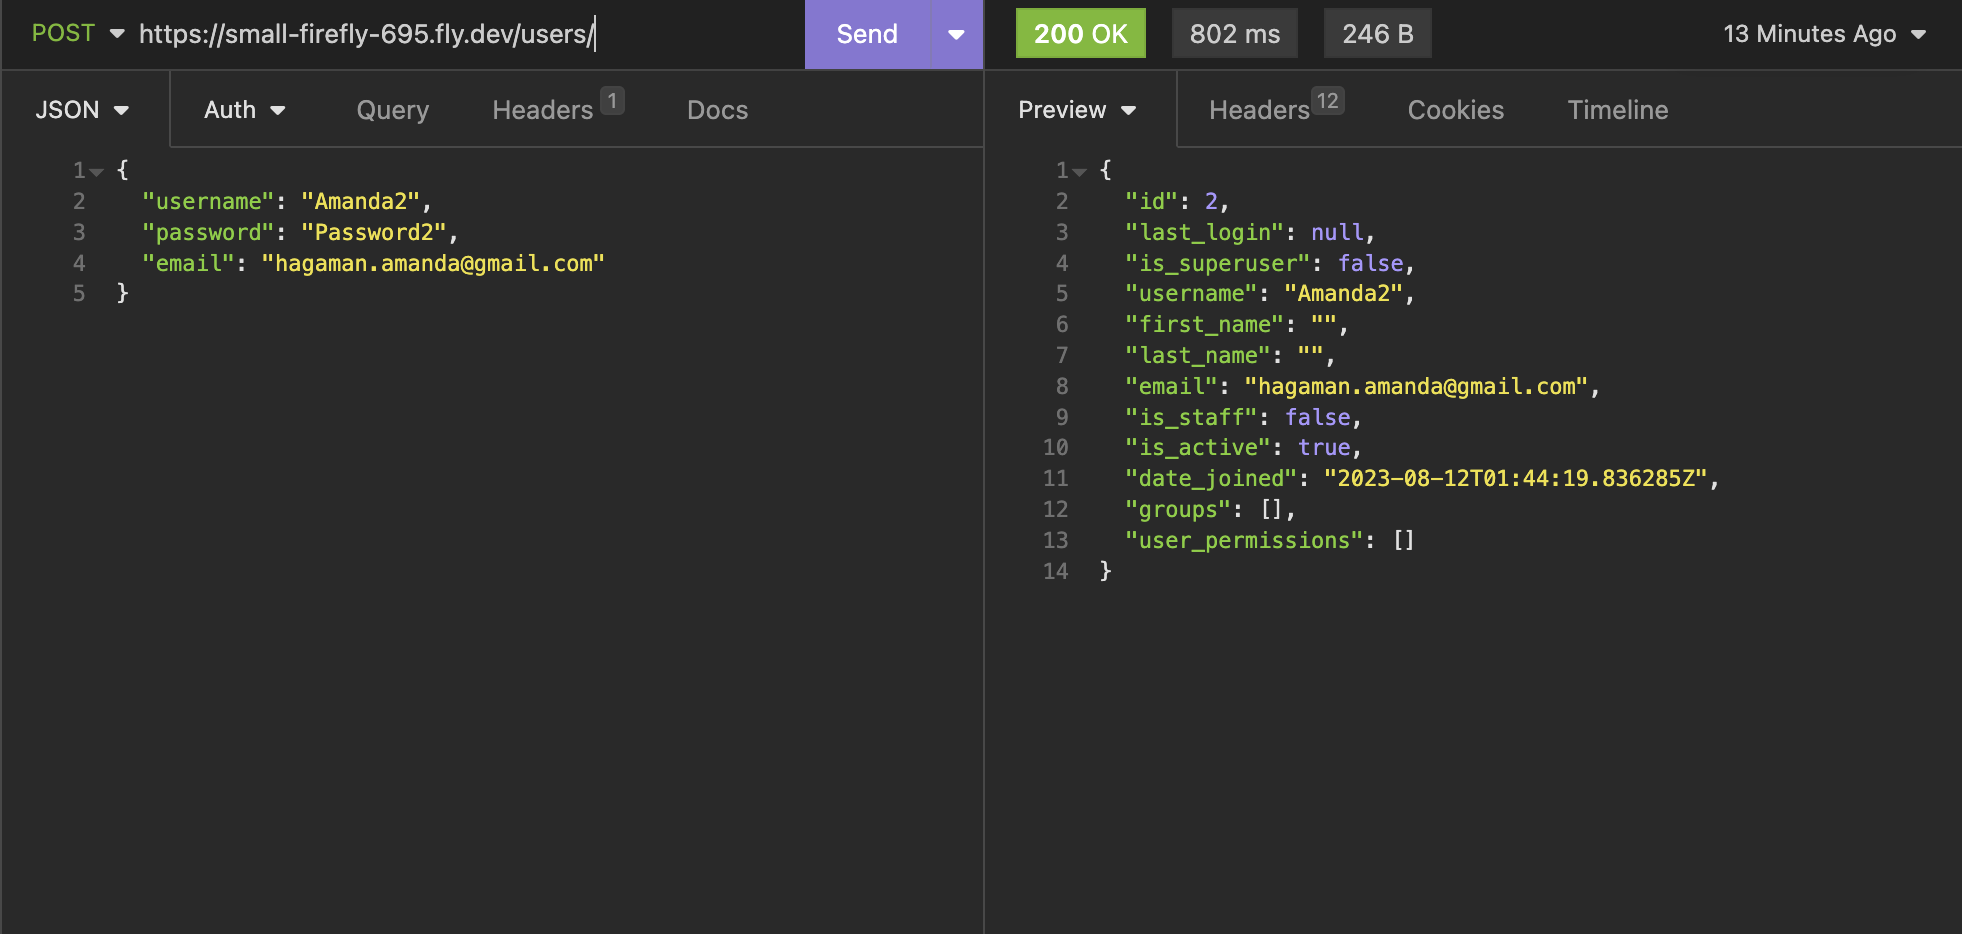 POST https://small-firefly-695.fly.dev/users/ Send 200 OK 802 ms 246 B 13 Minutes Ago
JSON Auth Query Headers 1 Docs
1 {
2 "username": "Amanda2",
3 "password": "Password2",
4 "email": "hagaman.amanda@gmail.com"
5 }
Preview Headers 12 Cookies Timeline
1 {
2 "id": 2,
3 "last_login": null,
4 "is_superuser": false,
5 "username": "Amanda2",
6 "first_name": "",
7 "last_name": "",
8 "email": "hagaman.amanda@gmail.com",
9 "is_staff": false,
10 "is_active": true,
11 "date_joined": "2023-08-12T01:44:19.836285Z",
12 "groups": [],
13 "user_permissions": []
14 }